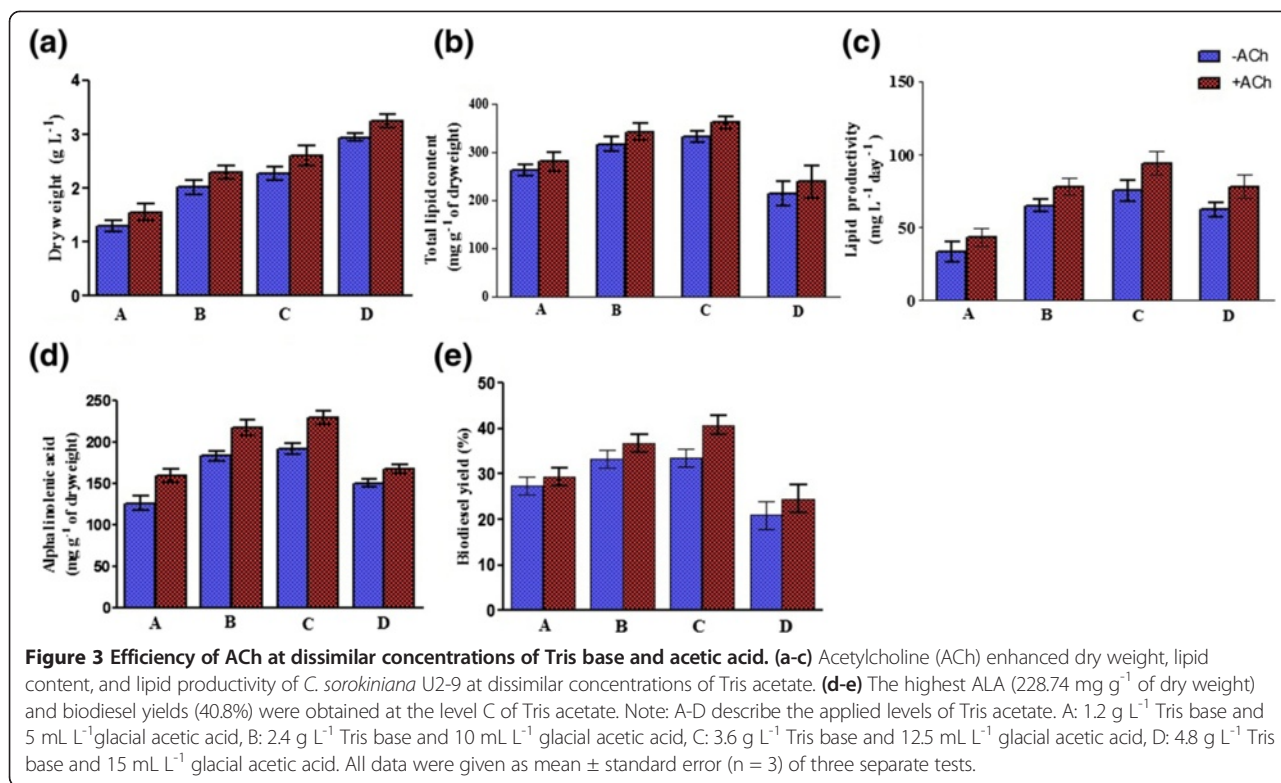 (a)
Dry weight (g L⁻¹)
4
3
2
1
0
A B C D
(b)
Total lipid content
(mg g⁻¹ of dryweight)
400
300
200
100
0
A B C D
(c)
Lipid productivity
(mg L⁻¹ day⁻¹)
150
100
50
0
A B C D
-ACh
+ACh
(d)
Alphalinolenic acid
(mg g⁻¹ of dryweight)
250
200
150
100
50
0
A B C D
(e)
Biodiesel yield (%)
50
40
30
20
10
0
A B C D
Figure 3 Efficiency of ACh at dissimilar concentrations of Tris base and acetic acid. (a-c) Acetylcholine (ACh) enhanced dry weight, lipid
content, and lipid productivity of C. sorokiniana U2-9 at dissimilar concentrations of Tris acetate. (d-e) The highest ALA (228.74 mg g⁻¹ of dry weight)
and biodiesel yields (40.8%) were obtained at the level C of Tris acetate. Note: A-D describe the applied levels of Tris acetate. A: 1.2 g L⁻¹ Tris base and
5 mL L⁻¹glacial acetic acid, B: 2.4 g L⁻¹ Tris base and 10 mL L⁻¹ glacial acetic acid, C: 3.6 g L⁻¹ Tris base and 12.5 mL L⁻¹ glacial acetic acid, D: 4.8 g L⁻¹ Tris
base and 15 mL L⁻¹ glacial acetic acid. All data were given as mean ± standard error (n = 3) of three separate tests.